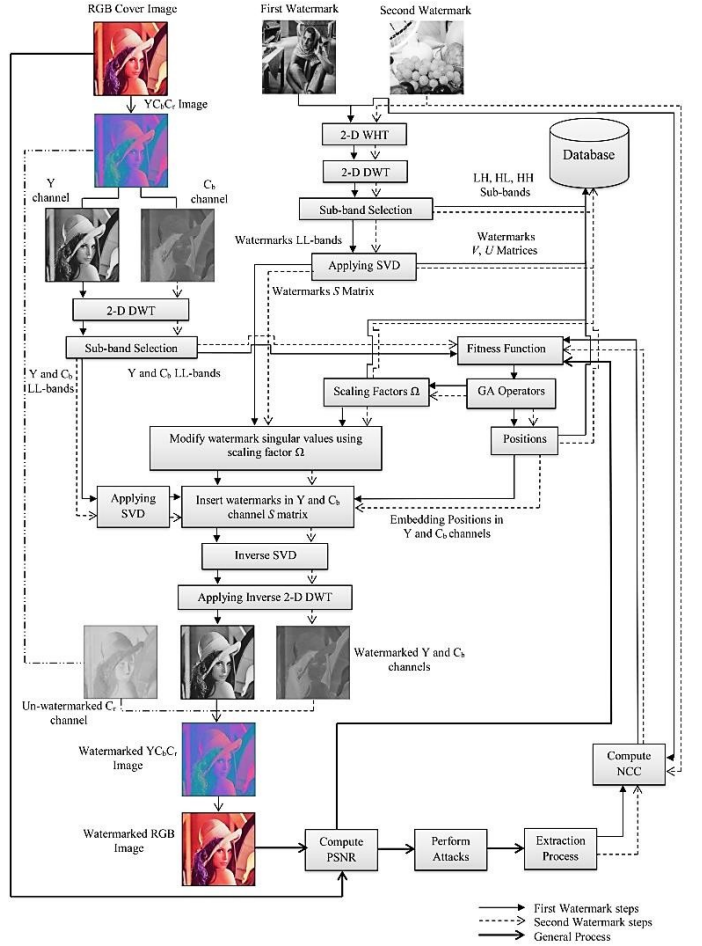 RGB Cover Image
First Watermark
Second Watermark
YCbCr Image
2-D WHT
Database
2-D DWT
LH, HL, HH
Sub-bands
Y
channel
Cb
channel
Sub-band Selection
Watermarks LL-bands
Watermarks
V, U Matrices
Applying SVD
Watermarks S Matrix
2-D DWT
Sub-band Selection
Fitness Function
Y and Cb
LL-bands
Y and Cb LL-bands
Scaling Factors Ω
GA Operators
Modify watermark singular values using
scaling factor Ω
Positions
Applying
SVD
Insert watermarks in Y and Cb
channel S matrix
Embedding Positions in
Y and Cb channels
Inverse SVD
Applying Inverse 2-D DWT
Watermarked Y and Cb
channels
Un-watermarked Cr
channel
Watermarked YCbCr
Image
Compute
NCC
Watermarked RGB
Image
Compute
PSNR
Perform
Attacks
Extraction
Process
First Watermark steps
Second Watermark steps
General Process